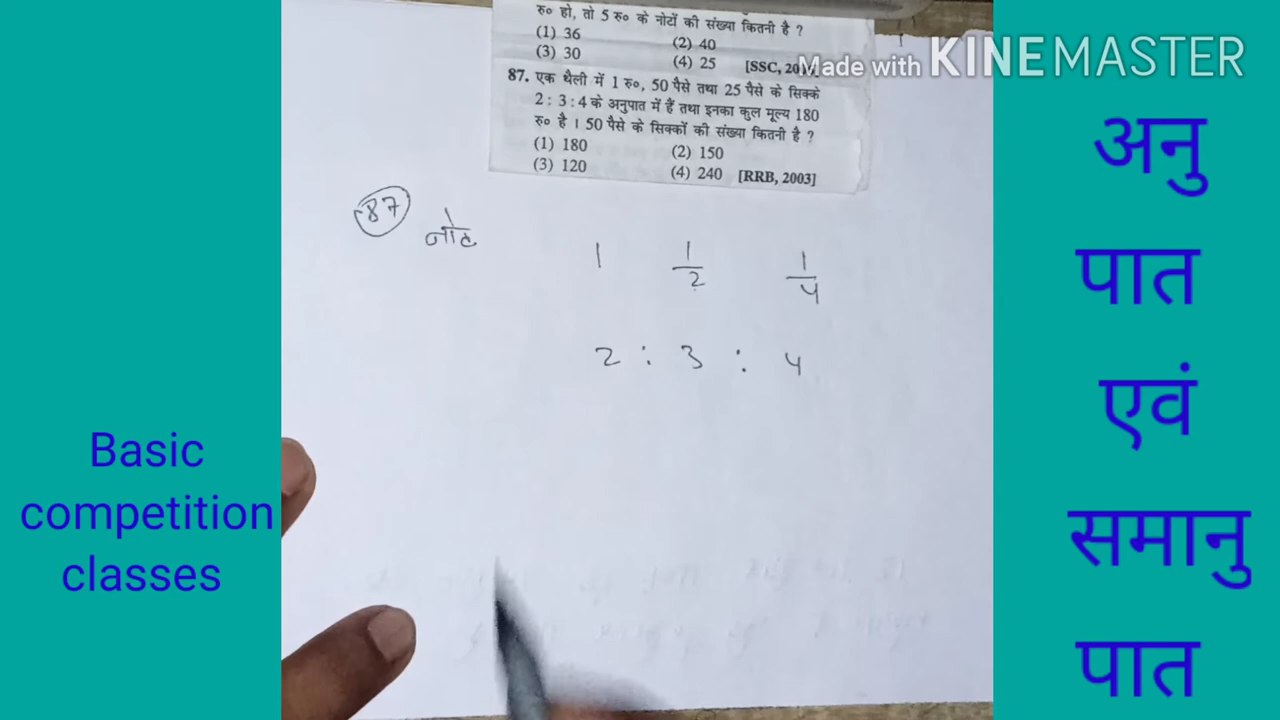 रु० हो, तो 5 रु० के नोटों की संख्या कितनी है ?
(1) 36 (2) 40
(3) 30 (4) 25 [SSC,
87. एक थैली में 1 रु०, 50 पैसे तथा 25 पैसे के सिक्के
2 : 3 : 4 के अनुपात में हैं तथा इनका कुल मूल्य 180
रु० है । 50 पैसे के सिक्कों की संख्या कितनी है ?
(1) 180 (2) 150
(3) 120 (4) 240 [RRB, 2003]
Made with KINEMASTER
87
नोट
1 1/2 1/4
2 : 3 : 4
Basic
competition
classes
अनु
पात
एवं
समानु
पात